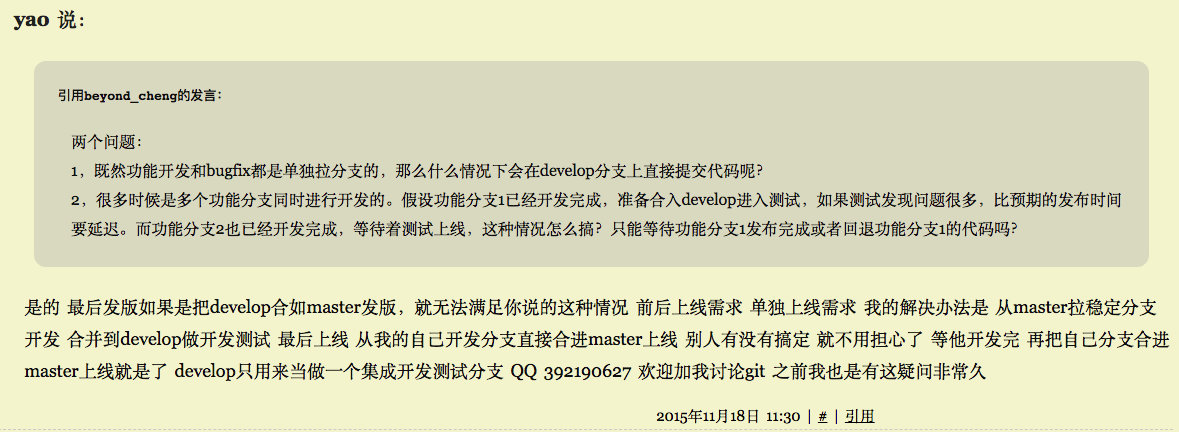 yao 说：
引用beyond_cheng的发言：
两个问题：
1，既然功能开发和bugfix都是单独拉分支的，那么什么情况下会在develop分支上直接提交代码呢？
2，很多时候是多个功能分支同时进行开发的。假设功能分支1已经开发完成，准备合入develop进入测试，如果测试发现问题很多，比预期的发布时间
要延迟。而功能分支2也已经开发完成，等待着测试上线，这种情况怎么搞？只能等待功能分支1发布完成或者回退功能分支1的代码吗？
是的 最后发版如果是把develop合如master发版，就无法满足你说的这种情况 前后上线需求 单独上线需求 我的解决办法是 从master拉稳定分支
开发 合并到develop做开发测试 最后上线 从我的自己开发分支直接合进master上线 别人有没有搞定 就不用担心了 等他开发完 再把自己分支合进
master上线就是了 develop只用来当做一个集成开发测试分支 QQ 392190627 欢迎加我讨论git 之前我也是有这疑问非常久
2015年11月18日 11:30 | # | 引用